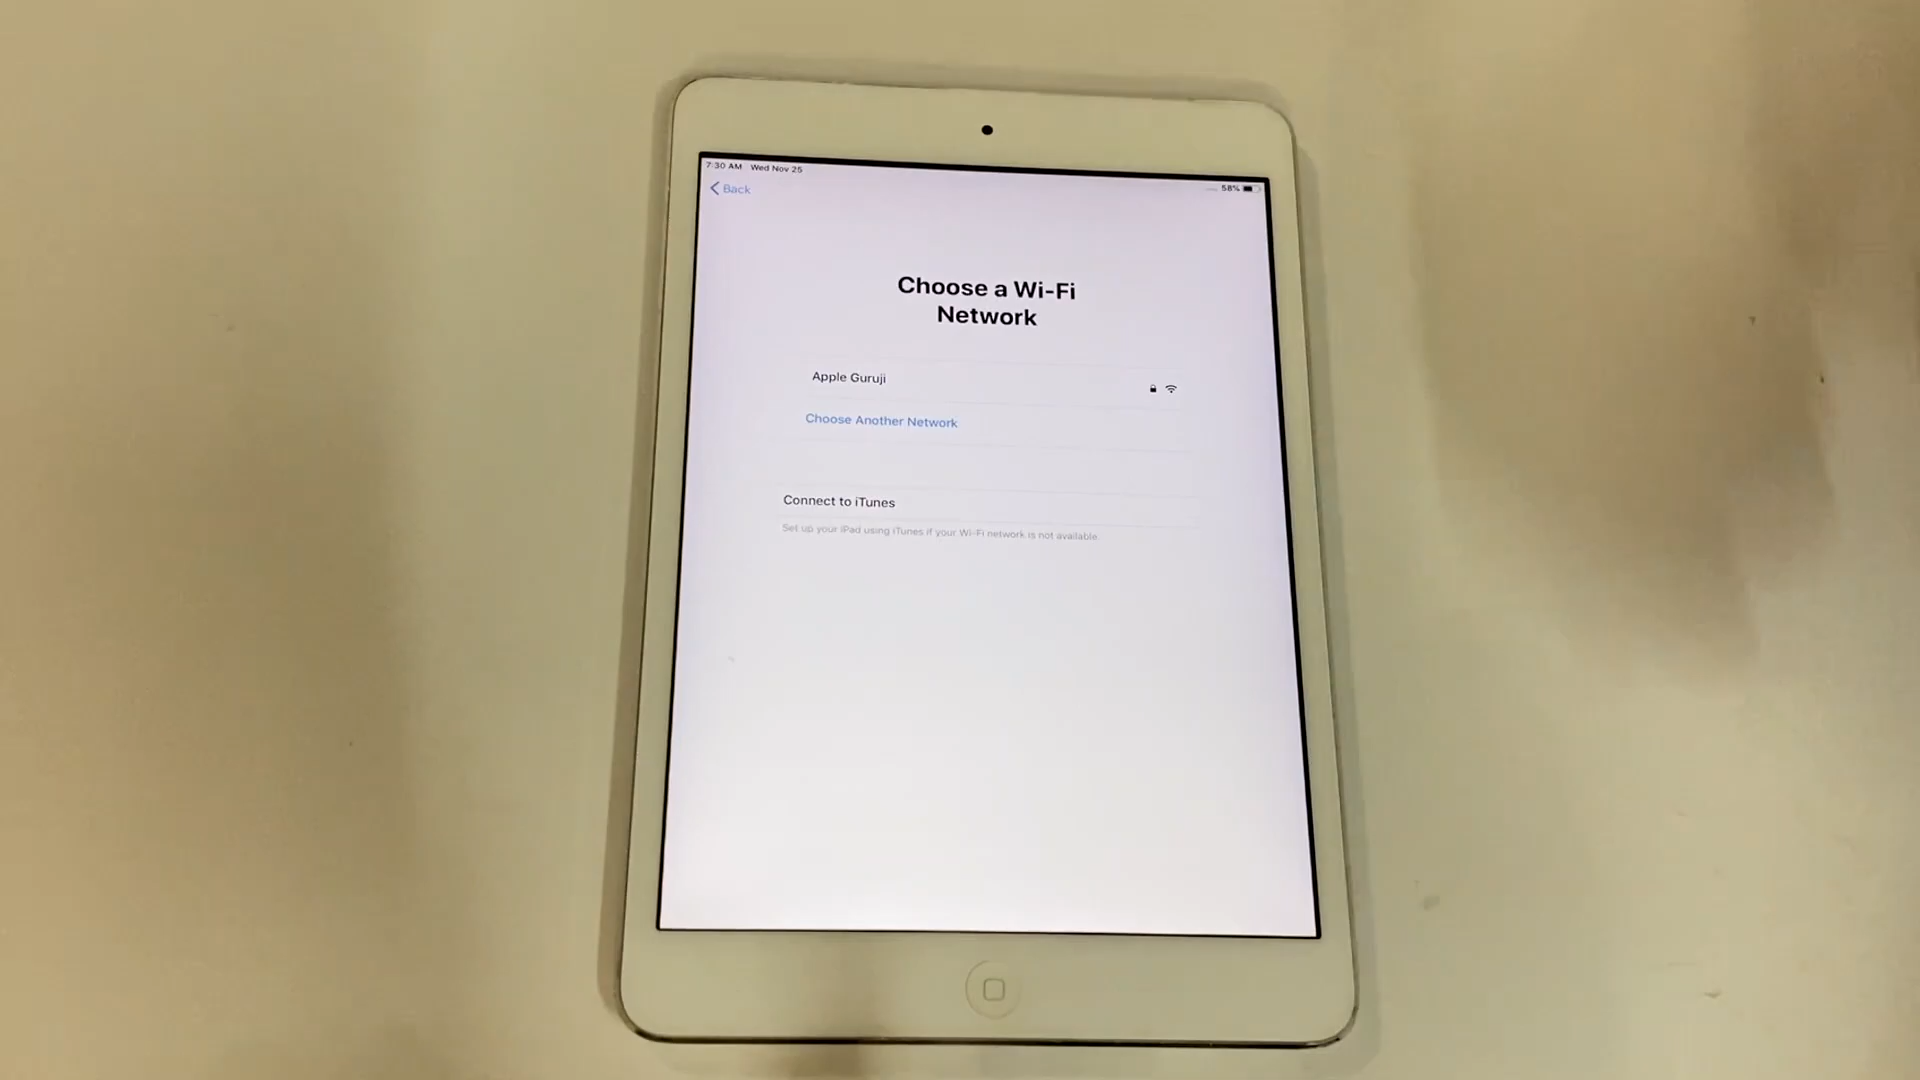 7:30 AM Wed Nov 25
58%
Back
Choose a Wi-Fi
Network
Apple Guruji
Choose Another Network
Connect to iTunes
Set up your iPad using iTunes if your Wi-Fi network is not available.